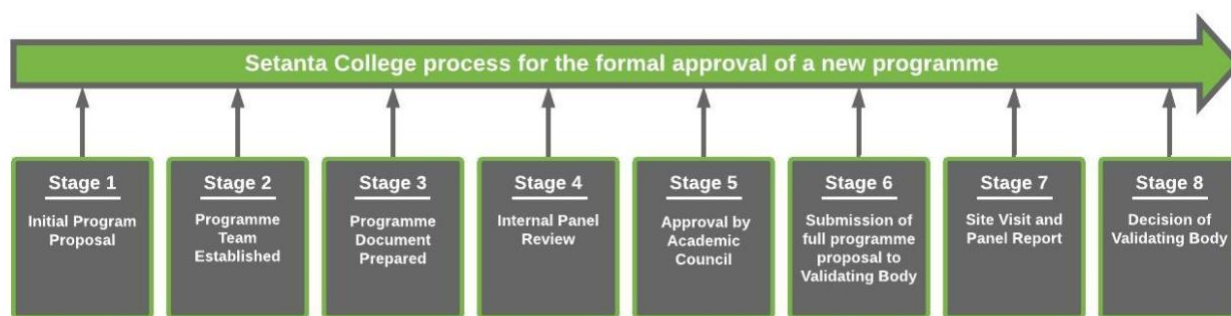 Setanta College process for the formal approval of a new programme
Stage 1
Initial Program
Proposal
Stage 2
Programme
Team
Established
Stage 3
Programme
Document
Prepared
Stage 4
Internal Panel
Review
Stage 5
Approval by
Academic
Council
Stage 6
Submission of
full programme
proposal to
Validating Body
Stage 7
Site Visit and
Panel Report
Stage 8
Decision of
Validating Body